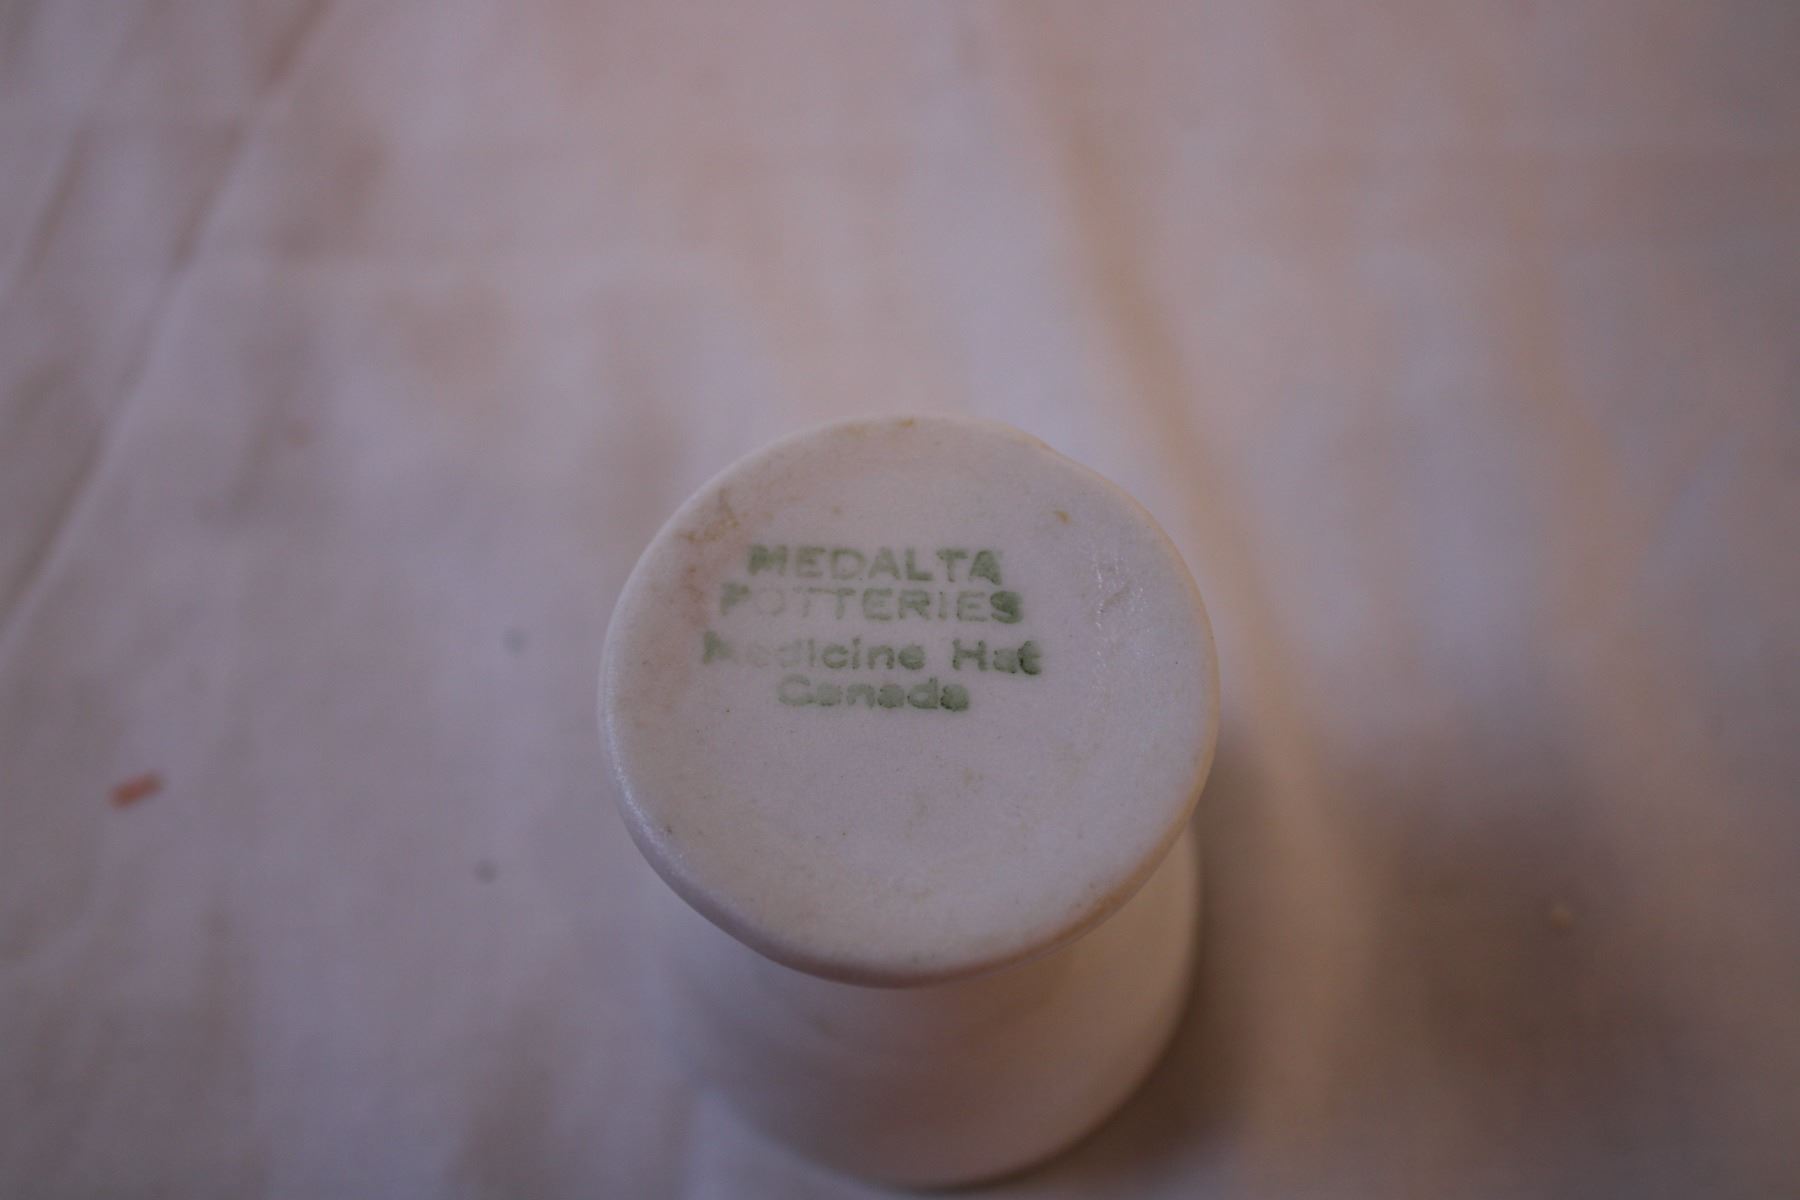 MEDALTA
POTTERIES
Medicine Hat
Canada